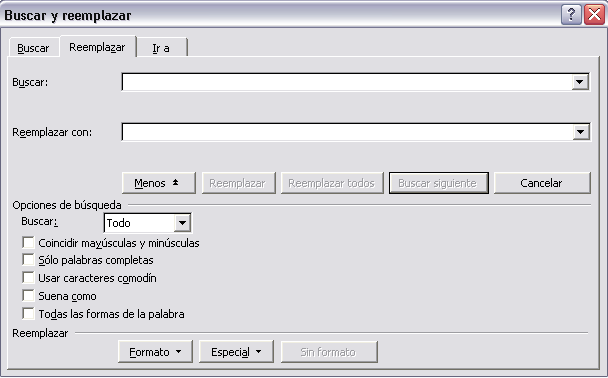 Buscar y reemplazar
Buscar Reemplazar Ir a
Buscar:
Reemplazar con:
Menos Reemplazar Reemplazar todos Buscar siguiente Cancelar
Opciones de búsqueda
Buscar: Todo
Coincidir mayúsculas y minúsculas
Sólo palabras completas
Usar caracteres comodín
Suena como
Todas las formas de la palabra
Reemplazar
Formato Especial Sin formato